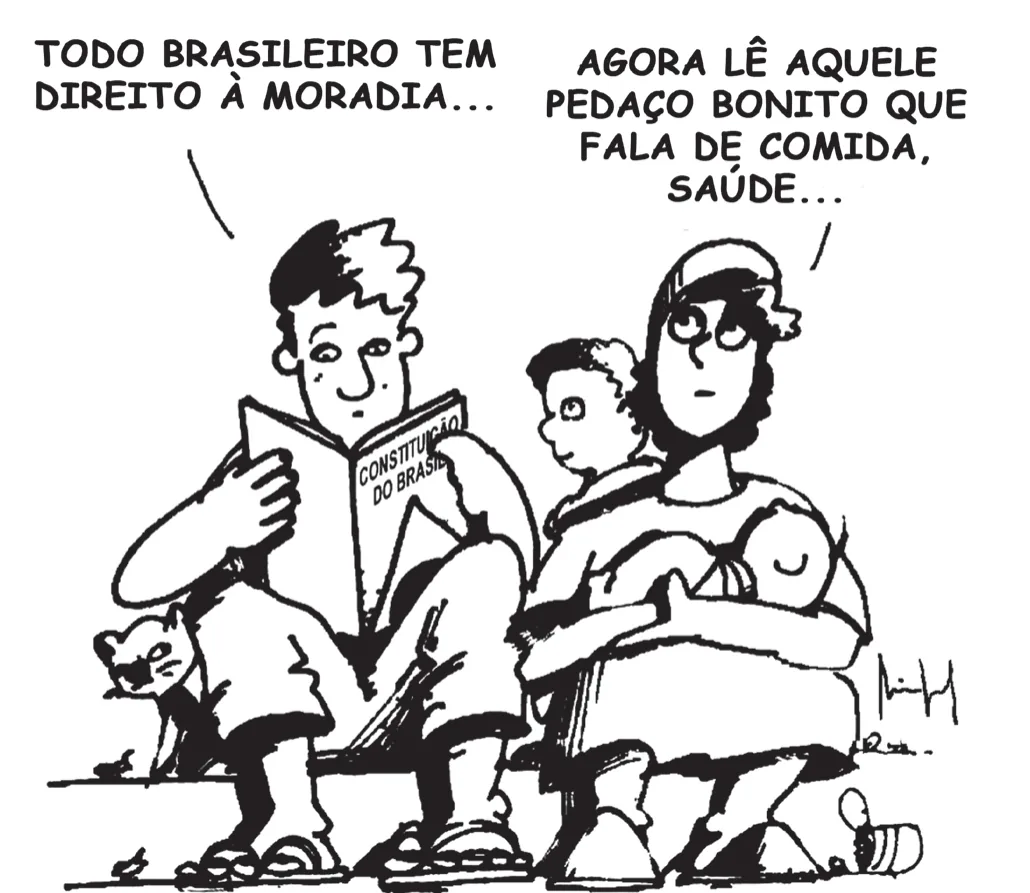 TODO BRASILEIRO TEM
DIREITO À MORADIA...
AGORA LÊ AQUELE
PEDAÇO BONITO QUE
FALA DE COMIDA,
SAÚDE...
CONSTITUIÇÃO
DO BRASIL